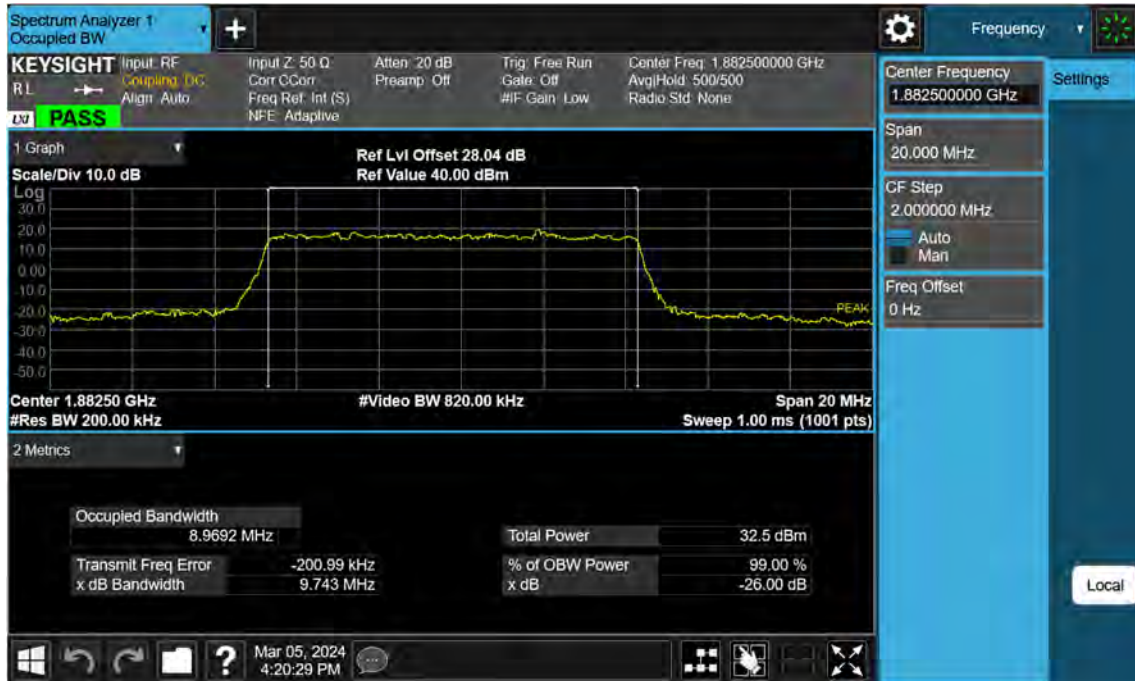 Spectrum Analyzer 1
Occupied BW
+
Frequency
KEYSIGHT
RL
LXI PASS
Input: RF
Coupling: DC
Align: Auto
Input Z: 50 Ω
Corr CCorr
Freq Ref: Int (S)
NFE: Adaptive
Atten: 20 dB
Preamp: Off
Trig: Free Run
Gate: Off
#IF Gain: Low
Center Freq: 1.882500000 GHz
Avg|Hold: 500/500
Radio Std: None
1 Graph
Scale/Div 10.0 dB
Ref Lvl Offset 28.04 dB
Ref Value 40.00 dBm
Log
30.0
20.0
10.0
0.00
-10.0
-20.0
-30.0
-40.0
-50.0
PEAK
Center 1.88250 GHz
#Res BW 200.00 kHz
#Video BW 820.00 kHz
Span 20 MHz
Sweep 1.00 ms (1001 pts)
2 Metrics
Occupied Bandwidth
8.9692 MHz
Transmit Freq Error -200.99 kHz
x dB Bandwidth 9.743 MHz
Total Power 32.5 dBm
% of OBW Power 99.00 %
x dB -26.00 dB
Center Frequency
1.882500000 GHz
Settings
Span
20.000 MHz
CF Step
2.000000 MHz
Auto
Man
Freq Offset
0 Hz
Local
?
Mar 05, 2024
4:20:29 PM